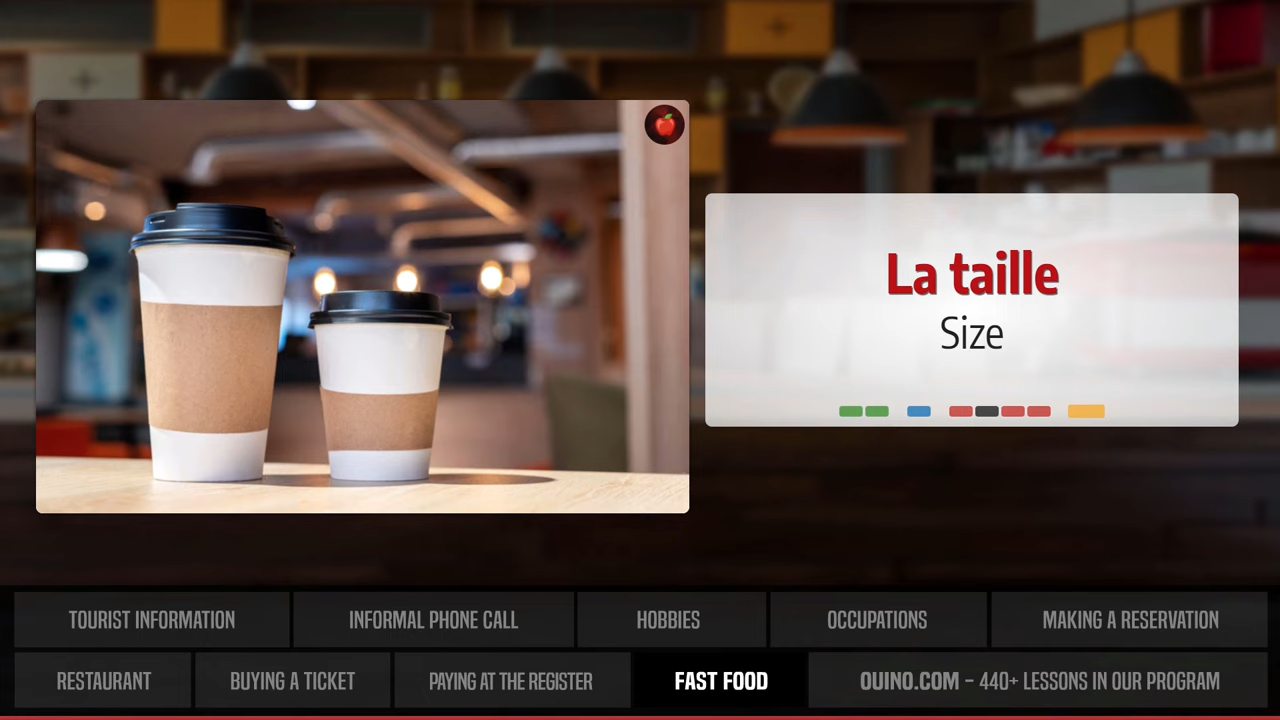 La taille
Size
TOURIST INFORMATION
INFORMAL PHONE CALL
HOBBIES
OCCUPATIONS
MAKING A RESERVATION
RESTAURANT
BUYING A TICKET
PAYING AT THE REGISTER
FAST FOOD
OUINO.COM – 440+ LESSONS IN OUR PROGRAM